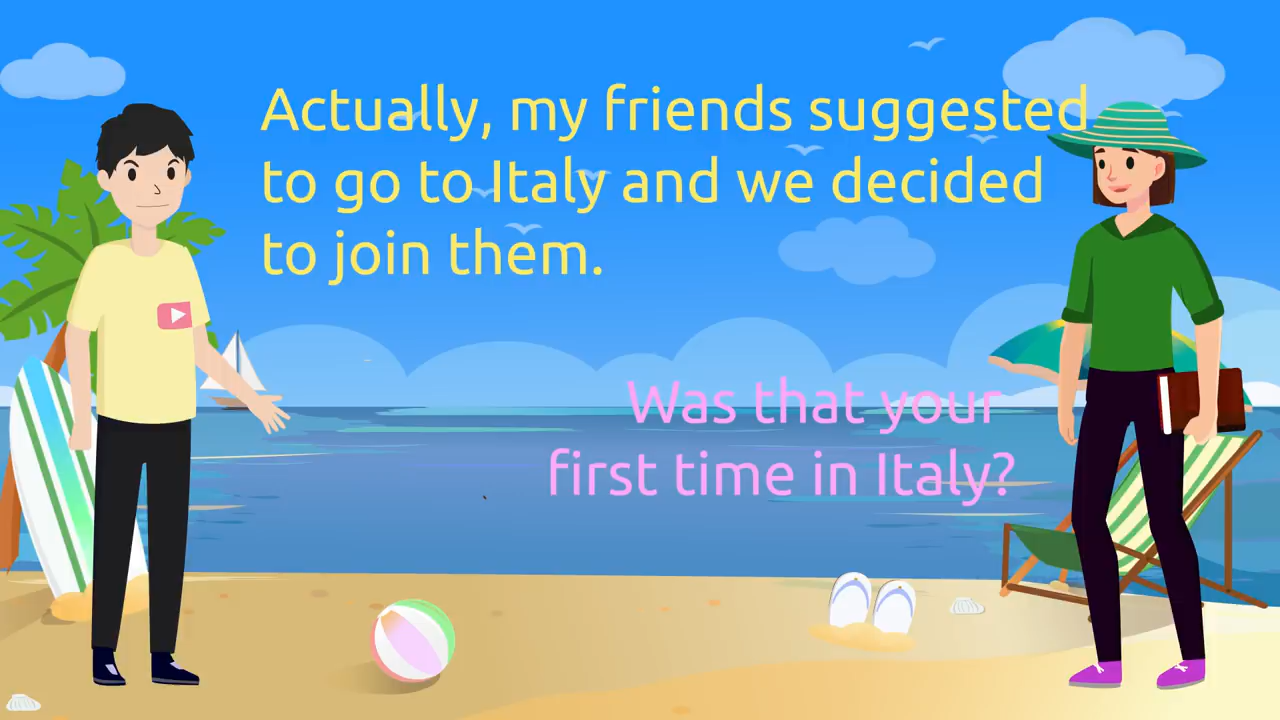 Actually, my friends suggested
to go to Italy and we decided
to join them.
Was that your
first time in Italy?